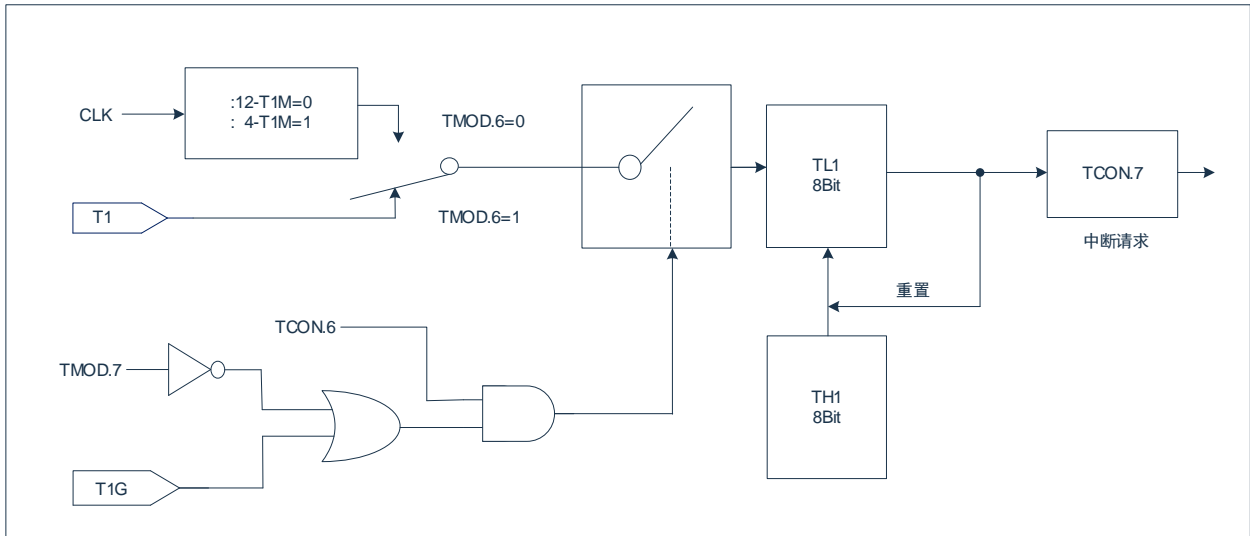 :12-T1M=0
: 4-T1M=1
CLK
TMOD.6=0
TL1
8Bit
TCON.7
T1
TMOD.6=1
中断请求
重置
TCON.6
TMOD.7
TH1
8Bit
T1G